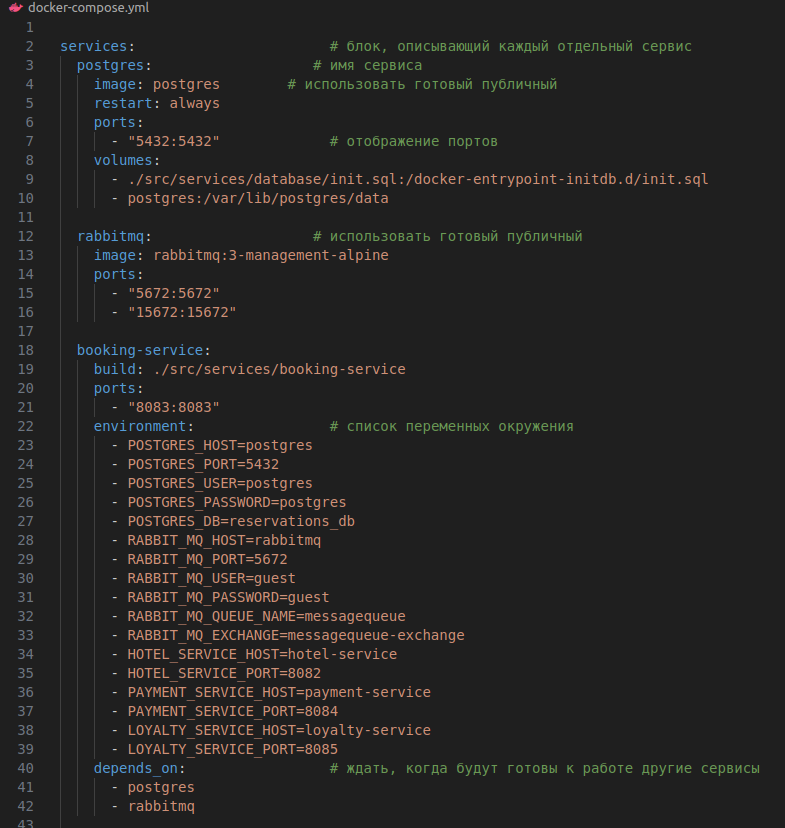 docker-compose.yml
1
2 services: # блок, описывающий каждый отдельный сервис
3 postgres: # имя сервиса
4 image: postgres # использовать готовый публичный
5 restart: always
6 ports:
7 - "5432:5432" # отображение портов
8 volumes:
9 - ./src/services/database/init.sql:/docker-entrypoint-initdb.d/init.sql
10 - postgres:/var/lib/postgres/data
11
12 rabbitmq: # использовать готовый публичный
13 image: rabbitmq:3-management-alpine
14 ports:
15 - "5672:5672"
16 - "15672:15672"
17
18 booking-service:
19 build: ./src/services/booking-service
20 ports:
21 - "8083:8083"
22 environment: # список переменных окружения
23 - POSTGRES_HOST=postgres
24 - POSTGRES_PORT=5432
25 - POSTGRES_USER=postgres
26 - POSTGRES_PASSWORD=postgres
27 - POSTGRES_DB=reservations_db
28 - RABBIT_MQ_HOST=rabbitmq
29 - RABBIT_MQ_PORT=5672
30 - RABBIT_MQ_USER=guest
31 - RABBIT_MQ_PASSWORD=guest
32 - RABBIT_MQ_QUEUE_NAME=messagequeue
33 - RABBIT_MQ_EXCHANGE=messagequeue-exchange
34 - HOTEL_SERVICE_HOST=hotel-service
35 - HOTEL_SERVICE_PORT=8082
36 - PAYMENT_SERVICE_HOST=payment-service
37 - PAYMENT_SERVICE_PORT=8084
38 - LOYALTY_SERVICE_HOST=loyalty-service
39 - LOYALTY_SERVICE_PORT=8085
40 depends_on: # ждать, когда будут готовы к работе другие сервисы
41 - postgres
42 - rabbitmq
43